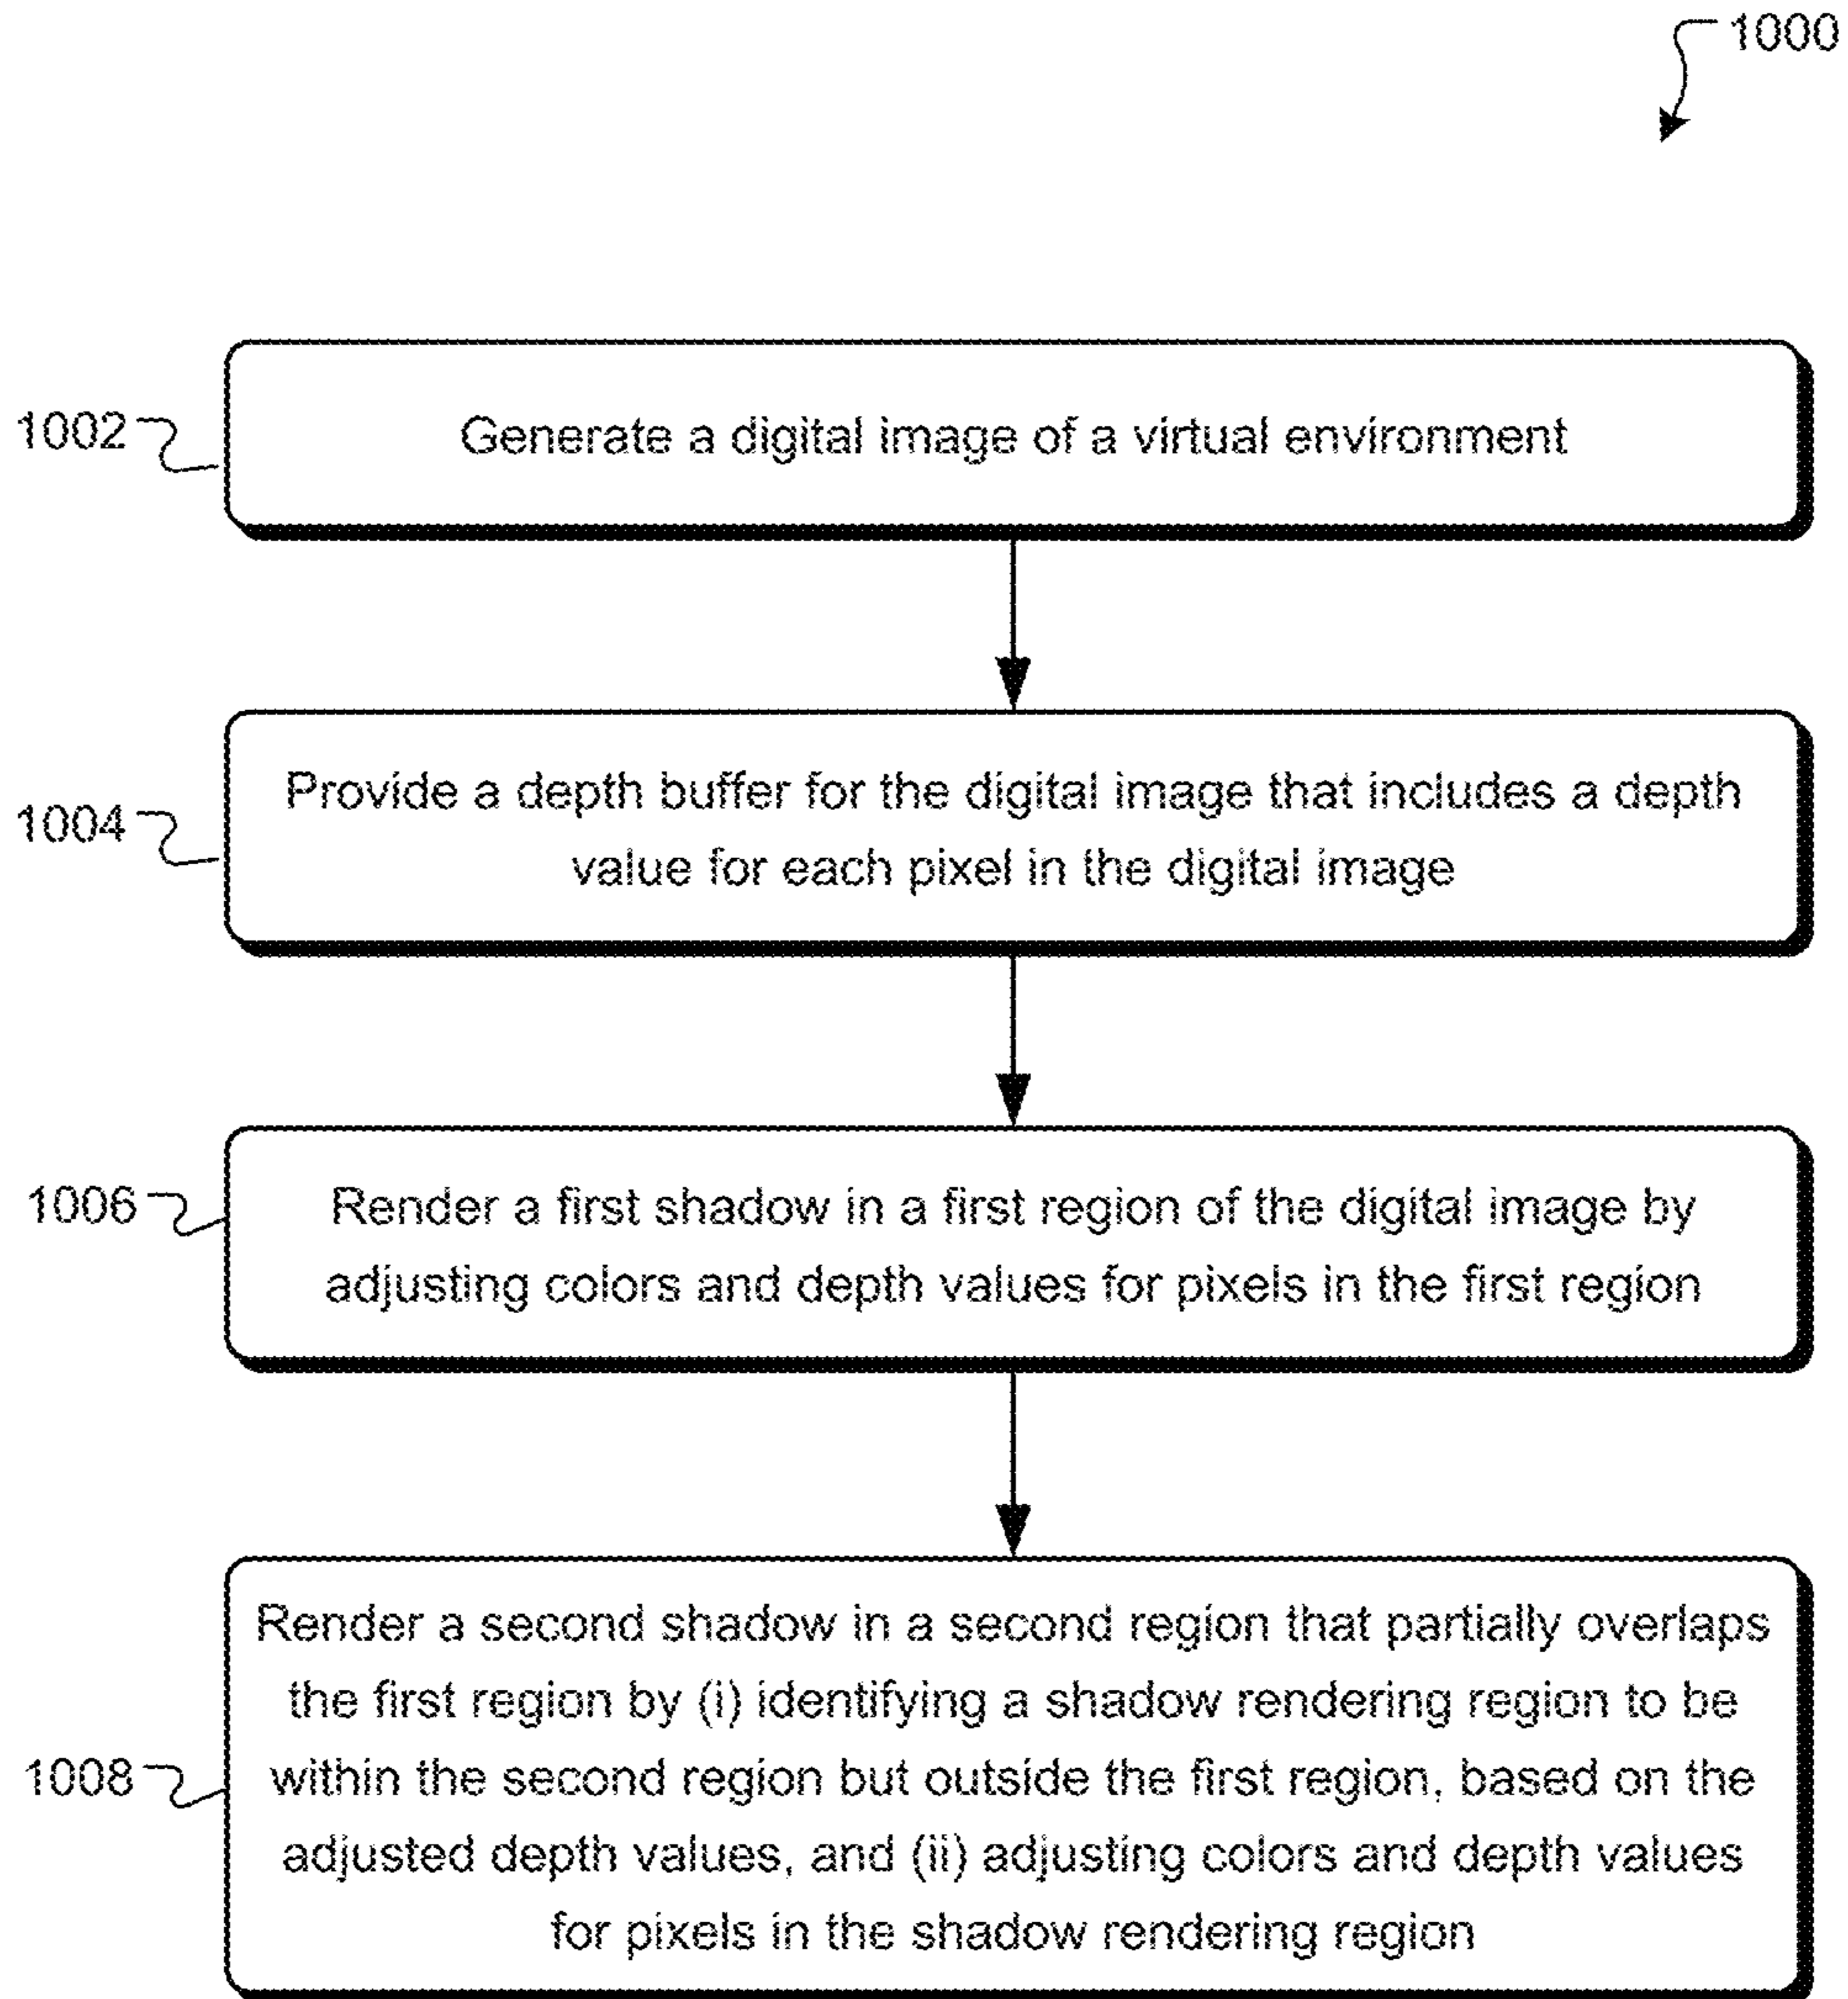 1000
1002
Generate a digital image of a virtual environment
1004
Provide a depth buffer for the digital image that includes a depth
value for each pixel in the digital image
1006
Render a first shadow in a first region of the digital image by
adjusting colors and depth values for pixels in the first region
1008
Render a second shadow in a second region that partially overlaps
the first region by (i) identifying a shadow rendering region to be
within the second region but outside the first region, based on the
adjusted depth values, and (ii) adjusting colors and depth values
for pixels in the shadow rendering region